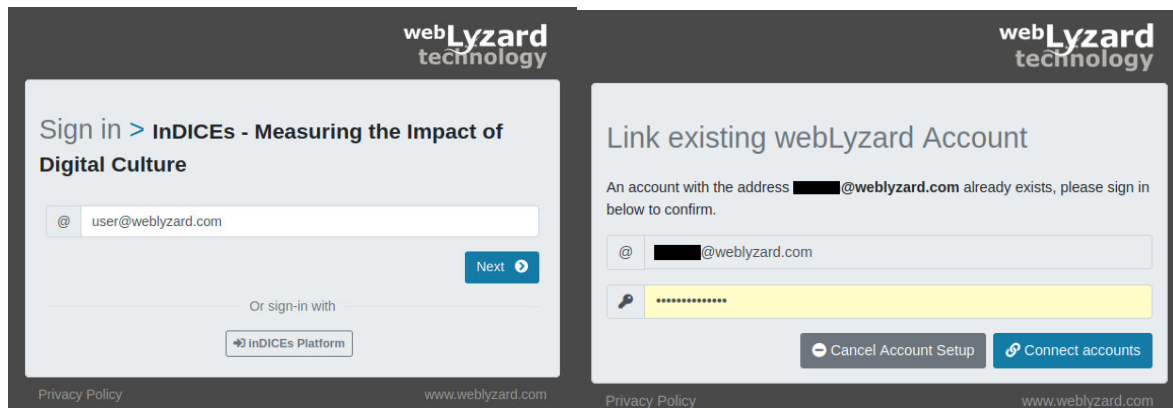 webLyzard
technology
Sign in > InDICEs - Measuring the Impact of
Digital Culture
@ user@weblyzard.com
Next
Or sign-in with
inDICEs Platform
Privacy Policy www.weblyzard.com
webLyzard
technology
Link existing webLyzard Account
An account with the address @weblyzard.com already exists, please sign in
below to confirm.
@ @weblyzard.com
••••••••••••••
Cancel Account Setup Connect accounts
Privacy Policy www.weblyzard.com